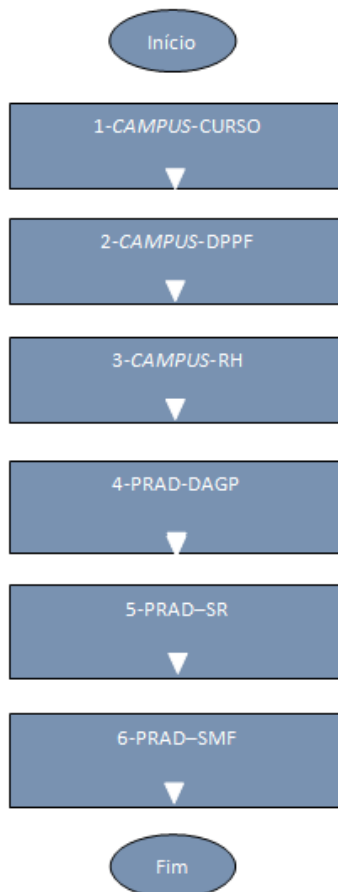 Início
1-CAMPUS-CURSO
2-CAMPUS-DPPF
3-CAMPUS-RH
4-PRAD-DAGP
5-PRAD–SR
6-PRAD–SMF
Fim